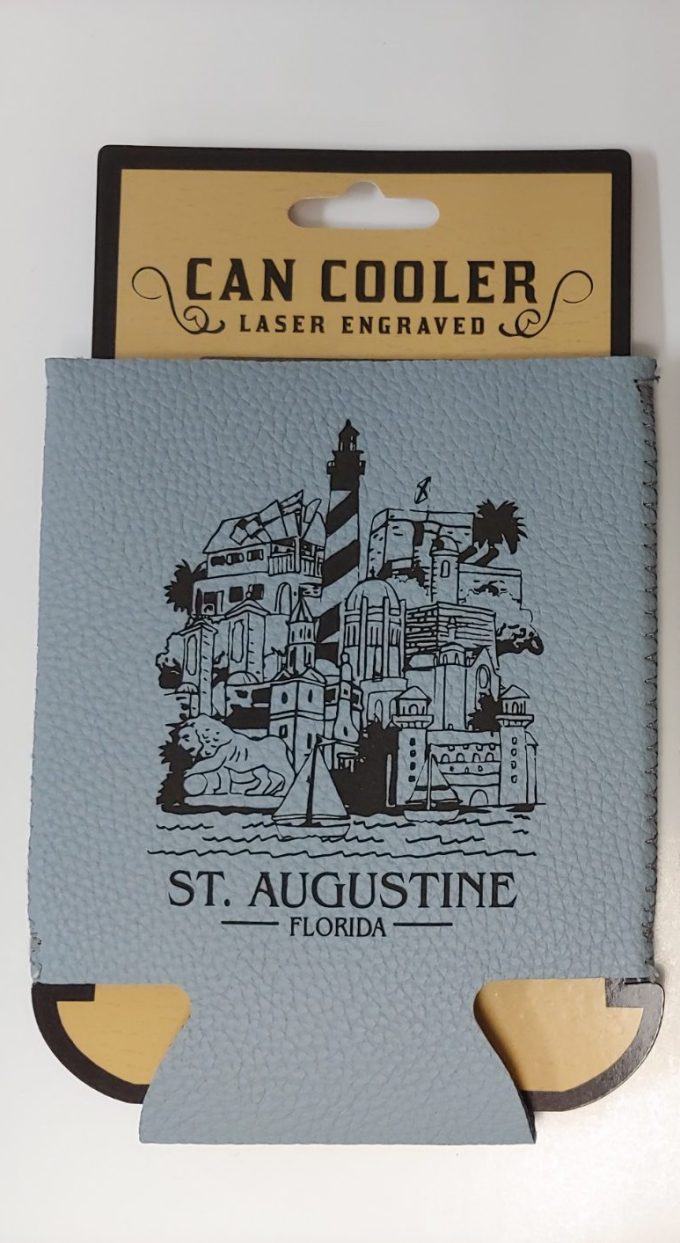 CAN COOLER
LASER ENGRAVED
ST. AUGUSTINE
FLORIDA